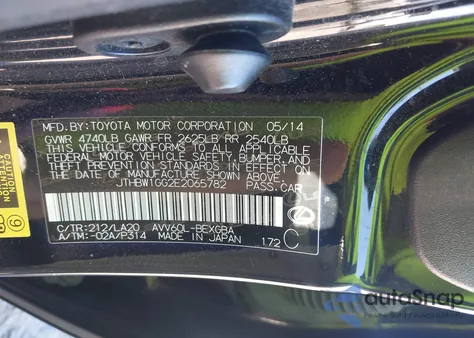 MFD.BY:TOYOTA MOTOR CORPORATION 05/14
GVWR 4740LB GAWR FR 2625LB RR 2540LB
THIS VEHICLE CONFORMS TO ALL APPLICABLE
FEDERAL MOTOR VEHICLE SAFETY, BUMPER, AND
THEFT PREVENTION STANDARDS IN EFFECT ON
THE DATE OF MANUFACTURE SHOWN ABOVE.
JTHBW1GG2E2065782 PASS.CAR
C/TR:212/LA20 AVV60L-BEXGBA
A/TM:-02A/P314 MADE IN JAPAN 172 C
autoSnap